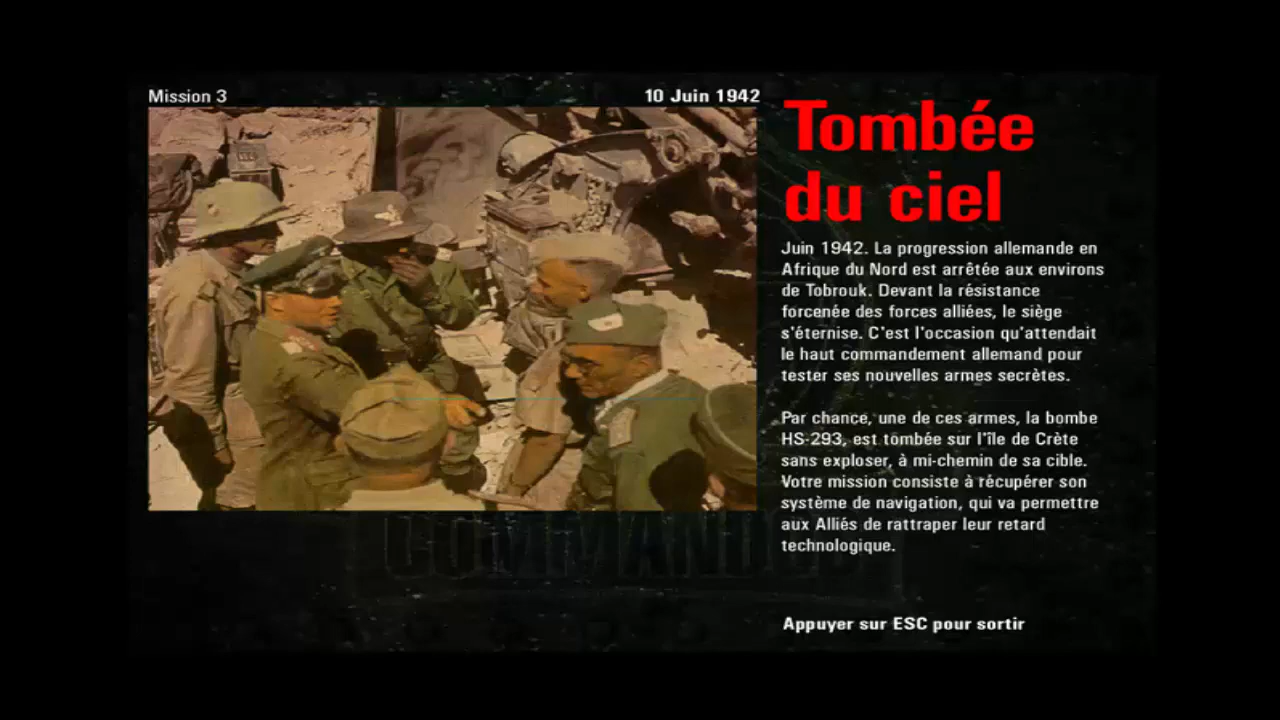 Mission 3
10 Juin 1942
Tombée
du ciel
Juin 1942. La progression allemande en
Afrique du Nord est arrêtée aux environs
de Tobrouk. Devant la résistance
forcenée des forces alliées, le siège
s'éternise. C'est l'occasion qu'attendait
le haut commandement allemand pour
tester ses nouvelles armes secrètes.
Par chance, une de ces armes, la bombe
HS-293, est tombée sur l'île de Crète
sans exploser, à mi-chemin de sa cible.
Votre mission consiste à récupérer son
système de navigation, qui va permettre
aux Alliés de rattraper leur retard
technologique.
COMMANDOS
Appuyer sur ESC pour sortir